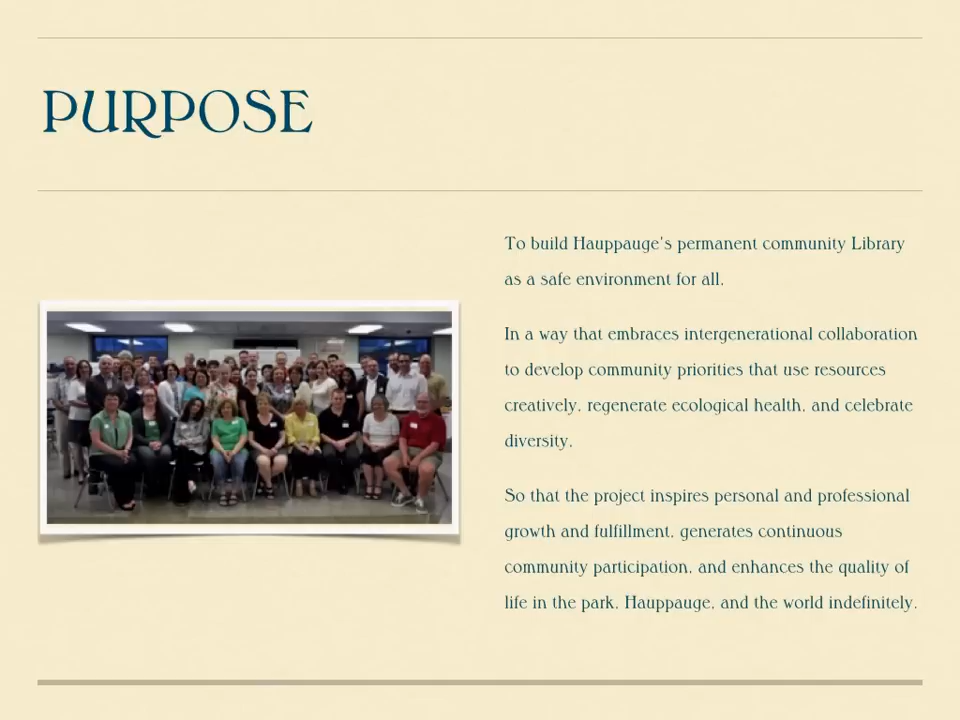 PURPOSE
To build Hauppauge's permanent community Library
as a safe environment for all,
In a way that embraces intergenerational collaboration
to develop community priorities that use resources
creatively, regenerate ecological health, and celebrate
diversity,
So that the project inspires personal and professional
growth and fulfillment, generates continuous
community participation, and enhances the quality of
life in the park, Hauppauge, and the world indefinitely.